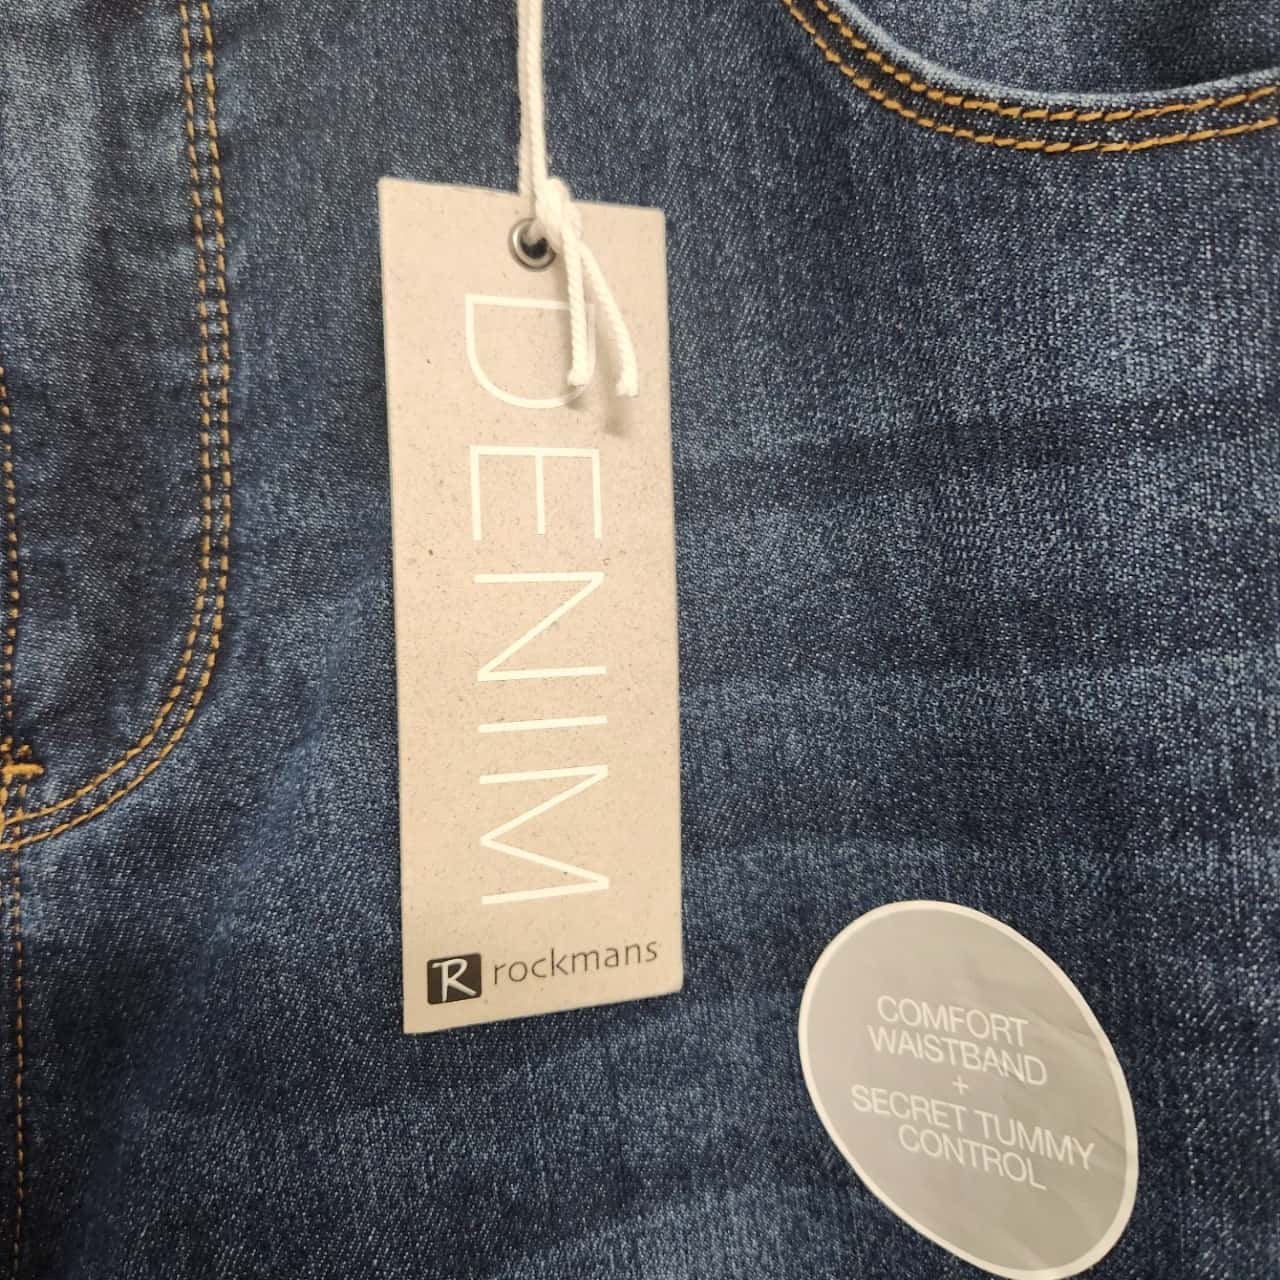 DENIM
R rockmans
COMFORT
WAISTBAND
+
SECRET TUMMY
CONTROL